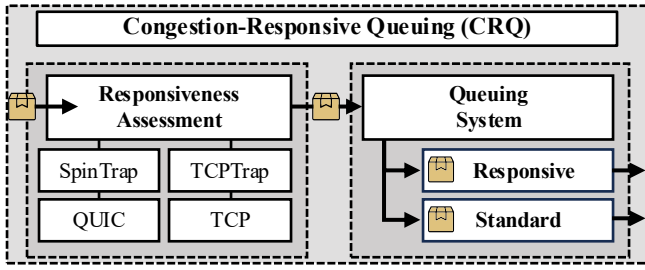 Congestion-Responsive Queuing (CRQ)
Responsiveness
Assessment
SpinTrap
TCPTrap
QUIC
TCP
Queuing
System
Responsive
Standard